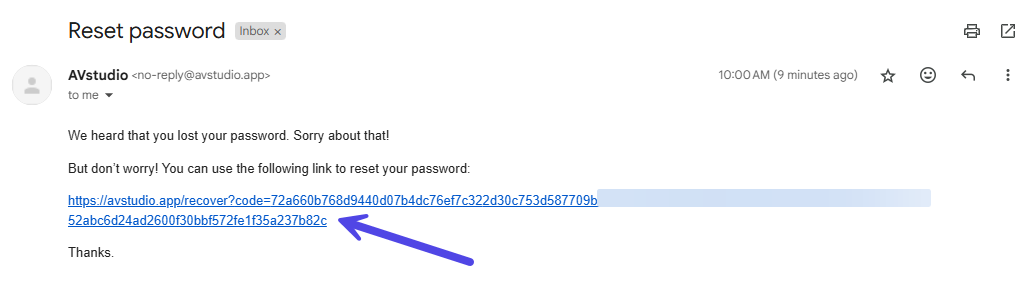 Reset password Inbox ×
AVstudio <no-reply@avstudio.app> 10:00 AM (9 minutes ago)
to me
We heard that you lost your password. Sorry about that!
But don't worry! You can use the following link to reset your password:
https://avstudio.app/recover?code=72a660b768d9440d07b4dc76ef7c322d30c753d587709b
52abc6d24ad2600f30bbf572fe1f35a237b82c
Thanks.